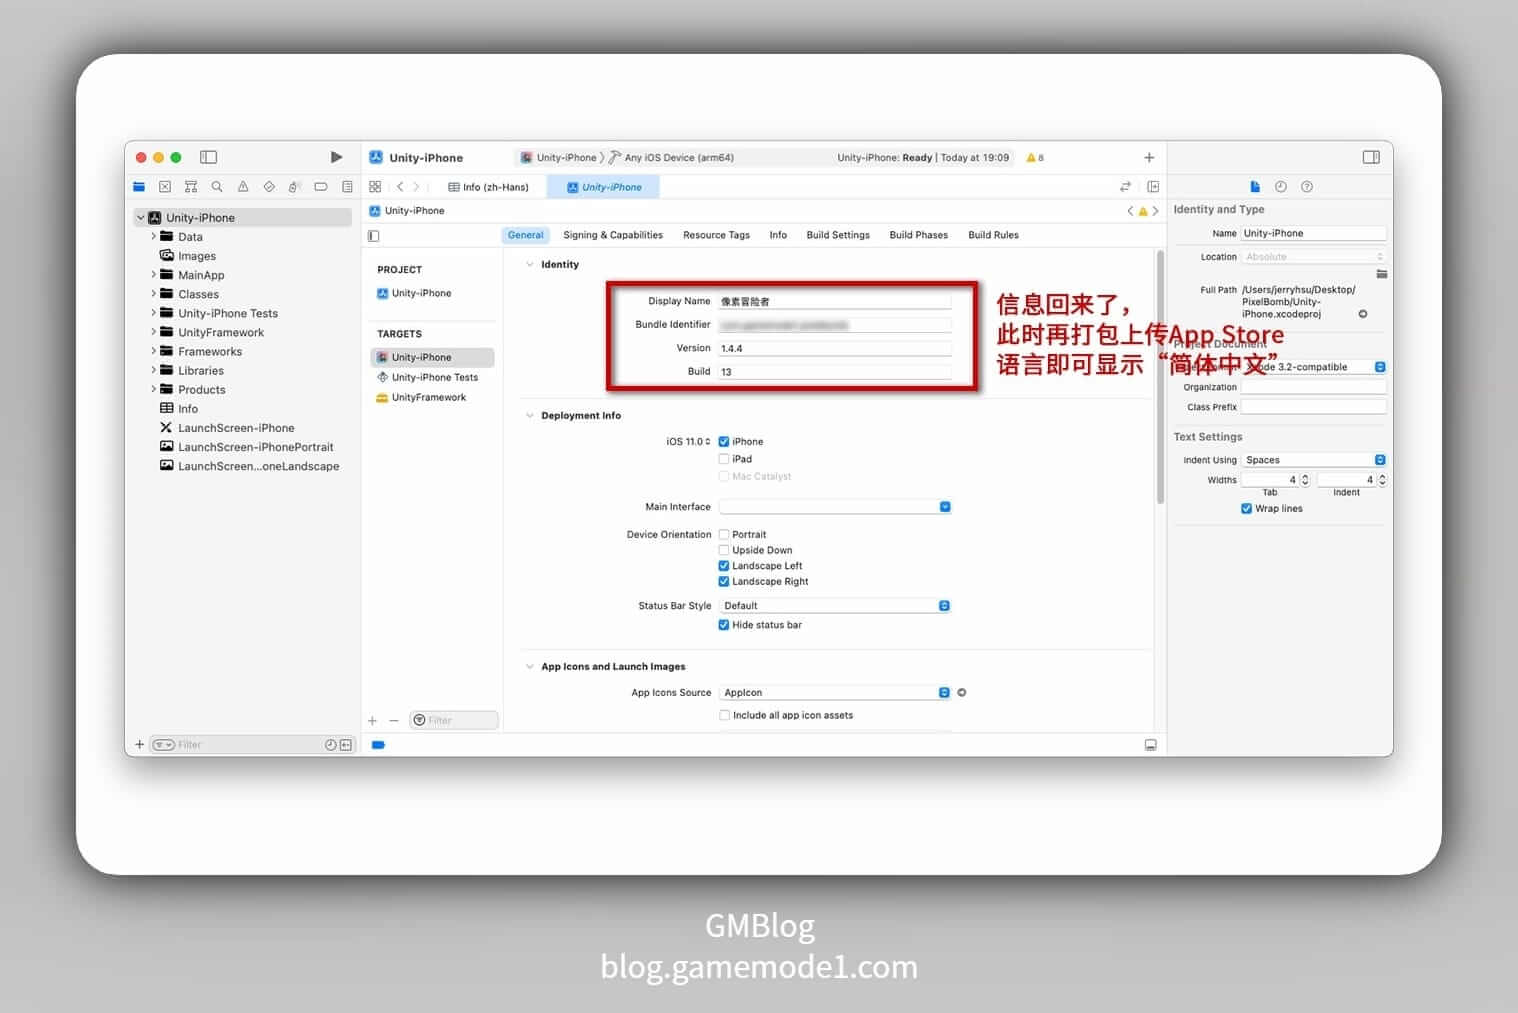 Unity-iPhone
Unity-iPhone 〉 Any iOS Device (arm64)
Unity-iPhone: Ready | Today at 19:09
8
Info (zh-Hans)
Unity-iPhone
Unity-iPhone
General
Signing & Capabilities
Resource Tags
Info
Build Settings
Build Phases
Build Rules
Unity-iPhone
Data
Images
MainApp
Classes
Unity-iPhone Tests
UnityFramework
Frameworks
Libraries
Products
Info
LaunchScreen-iPhone
LaunchScreen-iPhonePortrait
LaunchScreen...oneLandscape
Filter
PROJECT
Unity-iPhone
TARGETS
Unity-iPhone
Unity-iPhone Tests
UnityFramework
Filter
Identity
Display Name 像素冒险者
Bundle Identifier
Version 1.4.4
Build 13
信息回来了，
此时再打包上传App Store
语言即可显示“简体中文”
Deployment Info
iOS 11.0 iPhone
iPad
Mac Catalyst
Main Interface
Device Orientation Portrait
Upside Down
Landscape Left
Landscape Right
Status Bar Style Default
Hide status bar
App Icons and Launch Images
App Icons Source AppIcon
Include all app icon assets
Identity and Type
Name Unity-iPhone
Location Absolute
Full Path /Users/jerryhsu/Desktop/
PixelBomb/Unity-
iPhone.xcodeproj
Project Document
3.2-compatible
Organization
Class Prefix
Text Settings
Indent Using Spaces
Widths 4 4
Tab Indent
Wrap lines
GMBlog
blog.gamemode1.com